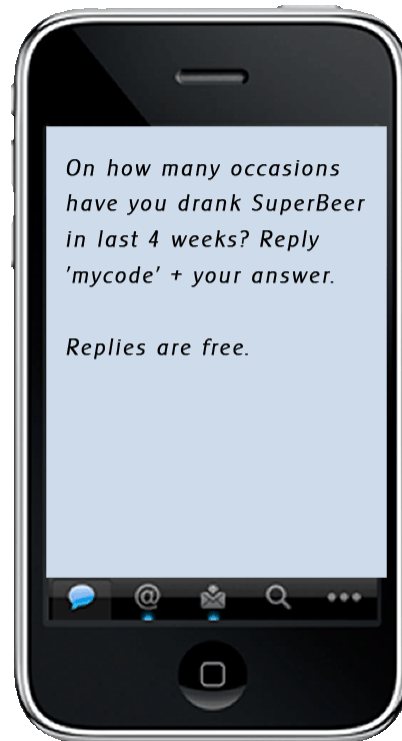 On how many occasions
have you drank SuperBeer
in last 4 weeks? Reply
'mycode' + your answer.
Replies are free.